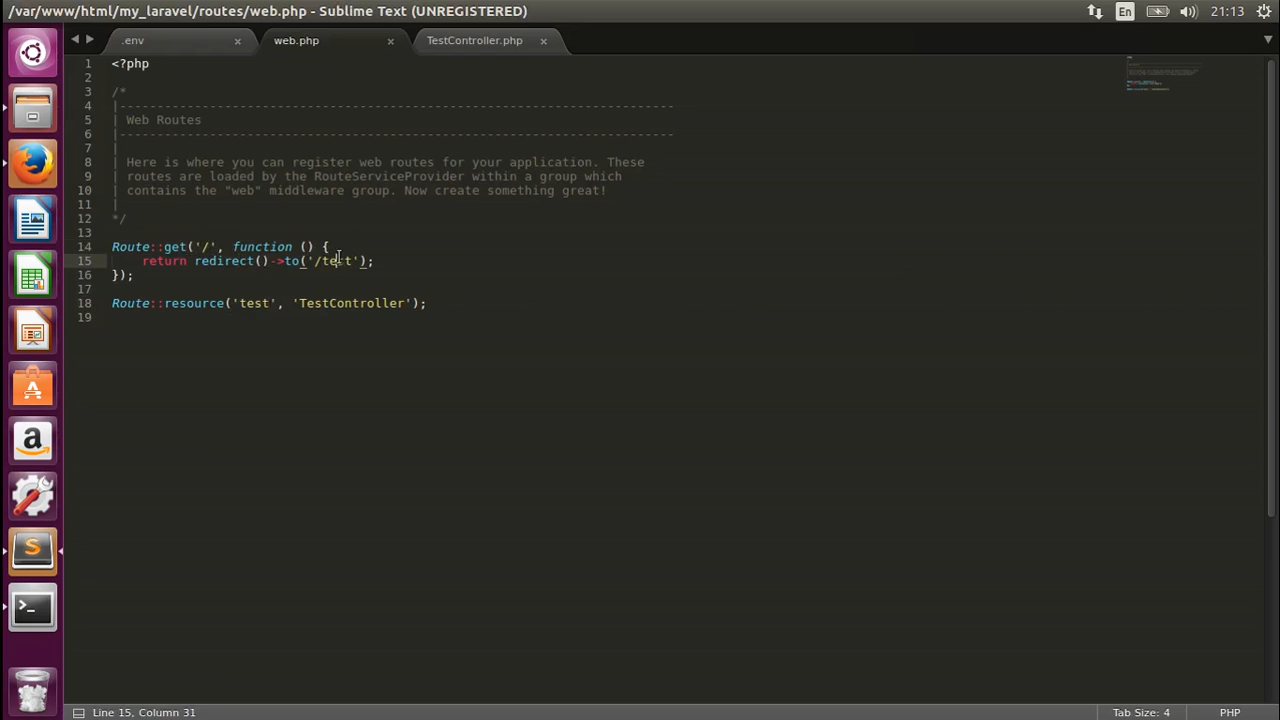 /var/www/html/my_laravel/routes/web.php - Sublime Text (UNREGISTERED)
En
21:13
.env
web.php
TestController.php
1 <?php
2
3 /*
4 |--------------------------------------------------------------------------
5 | Web Routes
6 |--------------------------------------------------------------------------
7 |
8 | Here is where you can register web routes for your application. These
9 | routes are loaded by the RouteServiceProvider within a group which
10 | contains the "web" middleware group. Now create something great!
11 |
12 */
13
14 Route::get('/', function () {
15 return redirect()->to('/test');
16 });
17
18 Route::resource('test', 'TestController');
19
Line 15, Column 31
Tab Size: 4
PHP